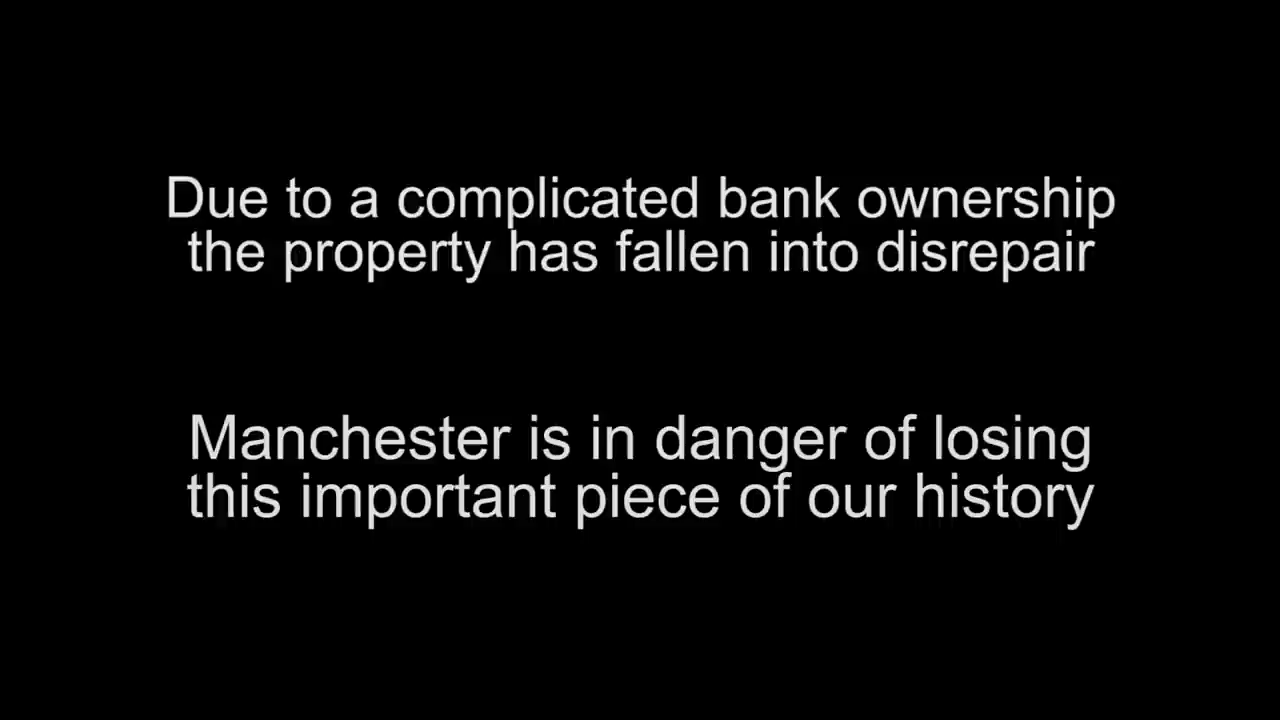 Due to a complicated bank ownership
the property has fallen into disrepair
Manchester is in danger of losing
this important piece of our history